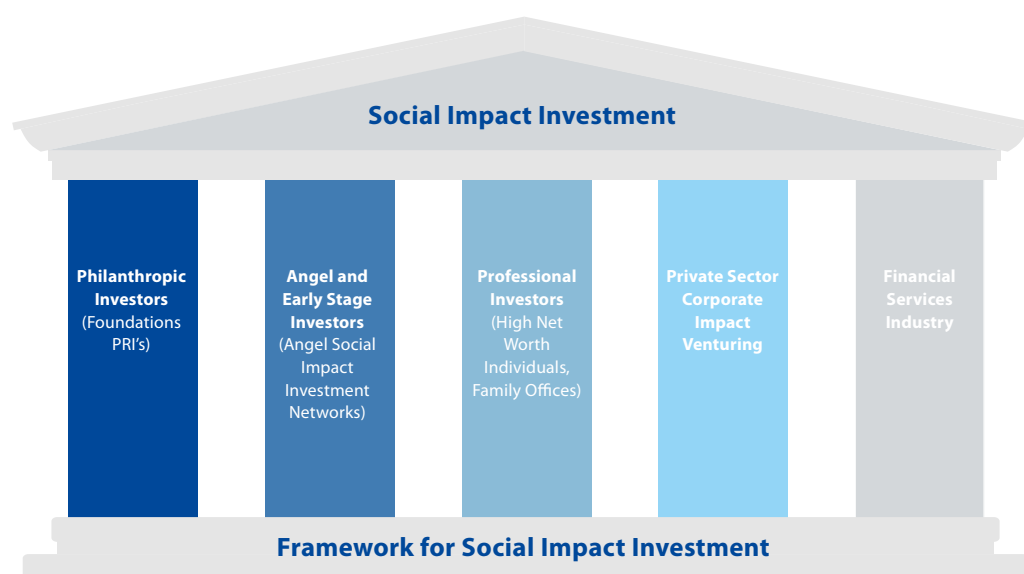 Social Impact Investment
Philanthropic
Investors
(Foundations
PRI's)
Angel and
Early Stage
Investors
(Angel Social
Impact
Investment
Networks)
Professional
Investors
(High Net
Worth
Individuals,
Family Offices)
Private Sector
Corporate
Impact
Venturing
Financial
Services
Industry
Framework for Social Impact Investment